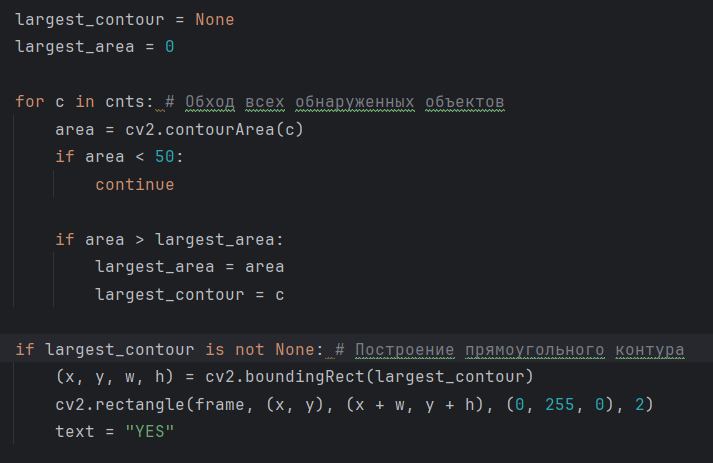 largest_contour = None
largest_area = 0
for c in cnts: # Обход всех обнаруженных объектов
    area = cv2.contourArea(c)
    if area < 50:
        continue
    if area > largest_area:
        largest_area = area
        largest_contour = c
if largest_contour is not None: # Построение прямоугольного контура
    (x, y, w, h) = cv2.boundingRect(largest_contour)
    cv2.rectangle(frame, (x, y), (x + w, y + h), (0, 255, 0), 2)
    text = "YES"